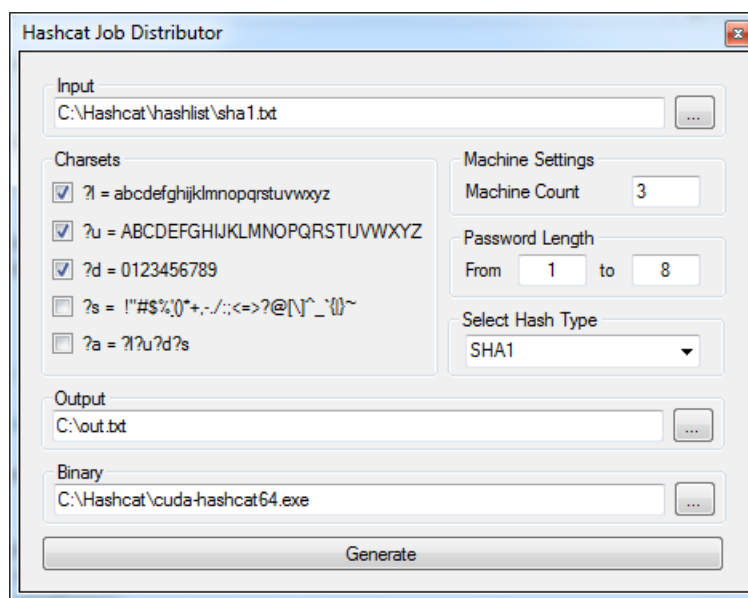 Hashcat Job Distributor
Input
C:\Hashcat\hashlist\sha1.txt
...
Charsets
?l = abcdefghijklmnopqrstuvwxyz
?u = ABCDEFGHIJKLMNOPQRSTUVWXYZ
?d = 0123456789
?s = !"#$%'()*+,-./:;<=>?@[\]^_`{|}~
?a = ?l?u?d?s
Machine Settings
Machine Count 3
Password Length
From 1 to 8
Select Hash Type
SHA1
Output
C:\out.txt
...
Binary
C:\Hashcat\cuda-hashcat64.exe
...
Generate